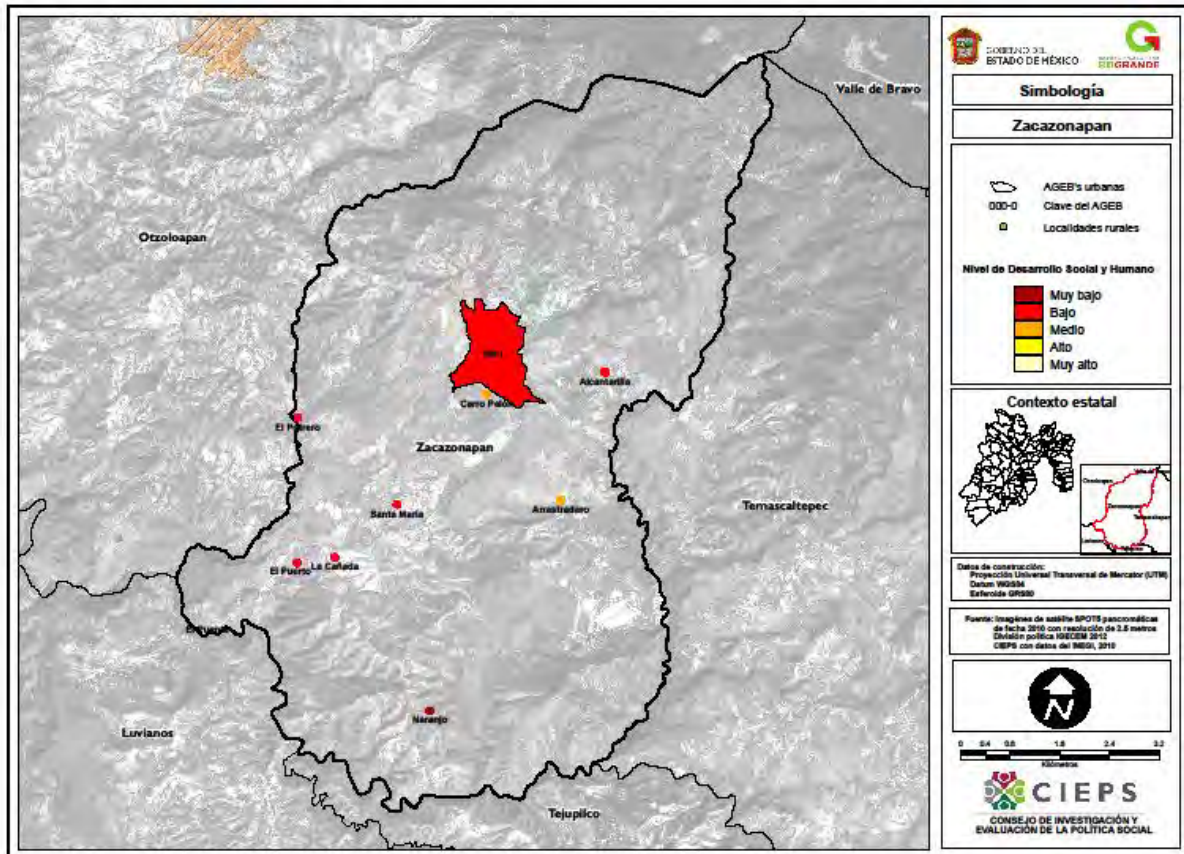 Valle de Bravo
Otzoloapan
Alcantarilla
Cerro Pelón
El Potrero
Zacazonapan
Santa María
Arrastradero
Temascaltepec
El Puerto
La Cañada
Naranjo
Luvianos
Tejupilco
GOBIERNO DEL
ESTADO DE MÉXICO
GRANDE
Simbología
Zacazonapan
AGEB's urbanas
000-0 Clave del AGEB
Localidades rurales
Nivel de Desarrollo Social y Humano
Muy bajo
Bajo
Medio
Alto
Muy alto
Contexto estatal
Datos de construcción:
Proyección Universal Transversal de Mercator (UTM)
Datum WGS84
Esferoide GRS80
Fuente: Imagénes de satélite SPOT5 pancromáticas
de fecha 2010 con resolución de 2.5 metros
División política IGECEM 2012
CIEPS con datos del INEGI, 2010
N
0 0.4 0.8 1.6 2.4 3.2
Kilómetros
CIEPS
CONSEJO DE INVESTIGACIÓN Y
EVALUACIÓN DE LA POLÍTICA SOCIAL